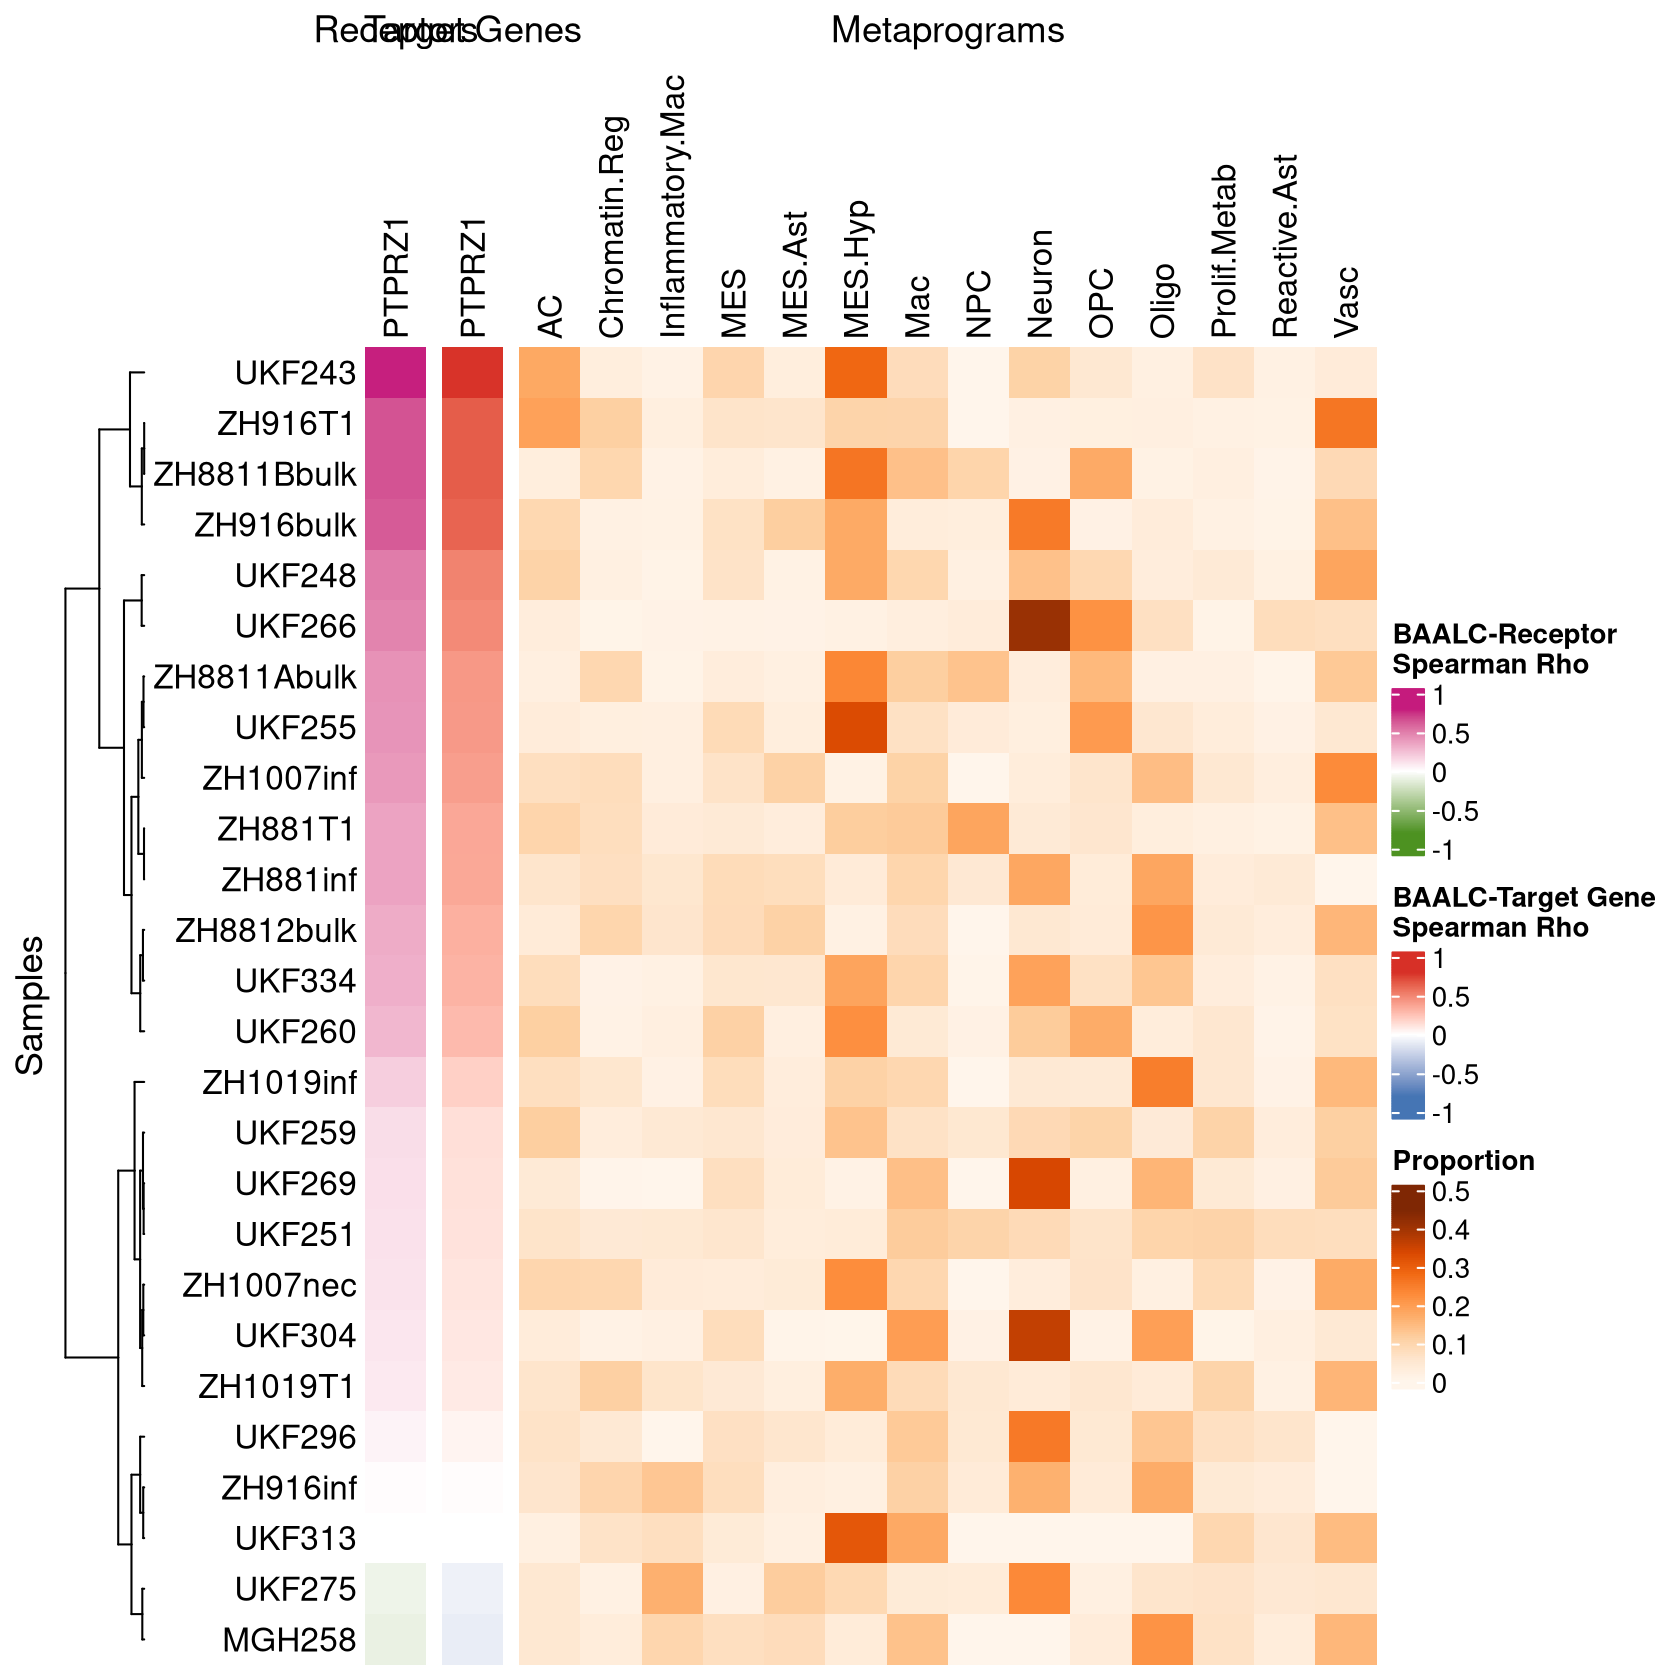 Receptors Target Genes Metaprograms
PTPRZ1 PTPRZ1 AC Chromatin.Reg Inflammatory.Mac MES MES.Ast MES.Hyp Mac NPC Neuron OPC Oligo Prolif.Metab Reactive.Ast Vasc
Samples
UKF243
ZH916T1
ZH8811Bbulk
ZH916bulk
UKF248
UKF266
ZH8811Abulk
UKF255
ZH1007inf
ZH881T1
ZH881inf
ZH8812bulk
UKF334
UKF260
ZH1019inf
UKF259
UKF269
UKF251
ZH1007nec
UKF304
ZH1019T1
UKF296
ZH916inf
UKF313
UKF275
MGH258
BAALC-Receptor
Spearman Rho
1
0.5
0
-0.5
-1
BAALC-Target Gene
Spearman Rho
1
0.5
0
-0.5
-1
Proportion
0.5
0.4
0.3
0.2
0.1
0